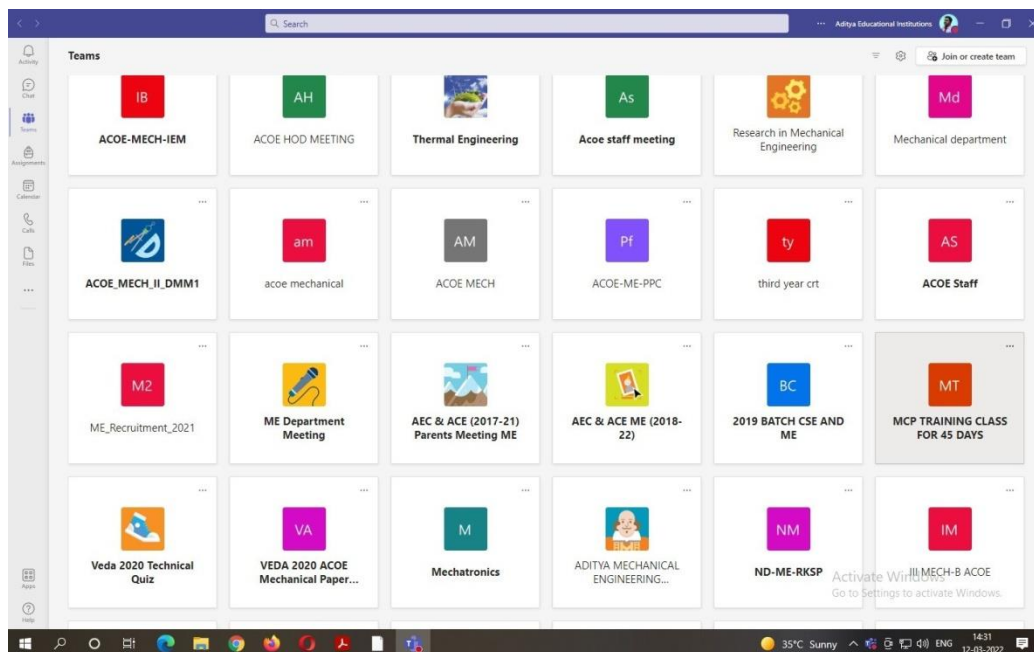 Search
Aditya Educational Institutions
Activity
Teams
Join or create team
Chat
IB
AH
As
Md
Teams
ACOE-MECH-IEM
ACOE HOD MEETING
Thermal Engineering
Acoe staff meeting
Research in Mechanical
Engineering
Mechanical department
Assignments
Calendar
Calls
Files
am
AM
Pf
ty
AS
ACOE_MECH_II_DMM1
acoe mechanical
ACOE MECH
ACOE-ME-PPC
third year crt
ACOE Staff
M2
BC
MT
ME_Recruitment_2021
ME Department
Meeting
AEC & ACE (2017-21)
Parents Meeting ME
AEC & ACE ME (2018-
22)
2019 BATCH CSE AND
ME
MCP TRAINING CLASS
FOR 45 DAYS
VA
M
NM
IM
Veda 2020 Technical
Quiz
VEDA 2020 ACOE
Mechanical Paper...
Mechatronics
ADITYA MECHANICAL
ENGINEERING...
ND-ME-RKSP
III MECH-B ACOE
Apps
Help
Activate Windows
Go to Settings to activate Windows.
35°C Sunny
ENG
14:31
12-03-2022